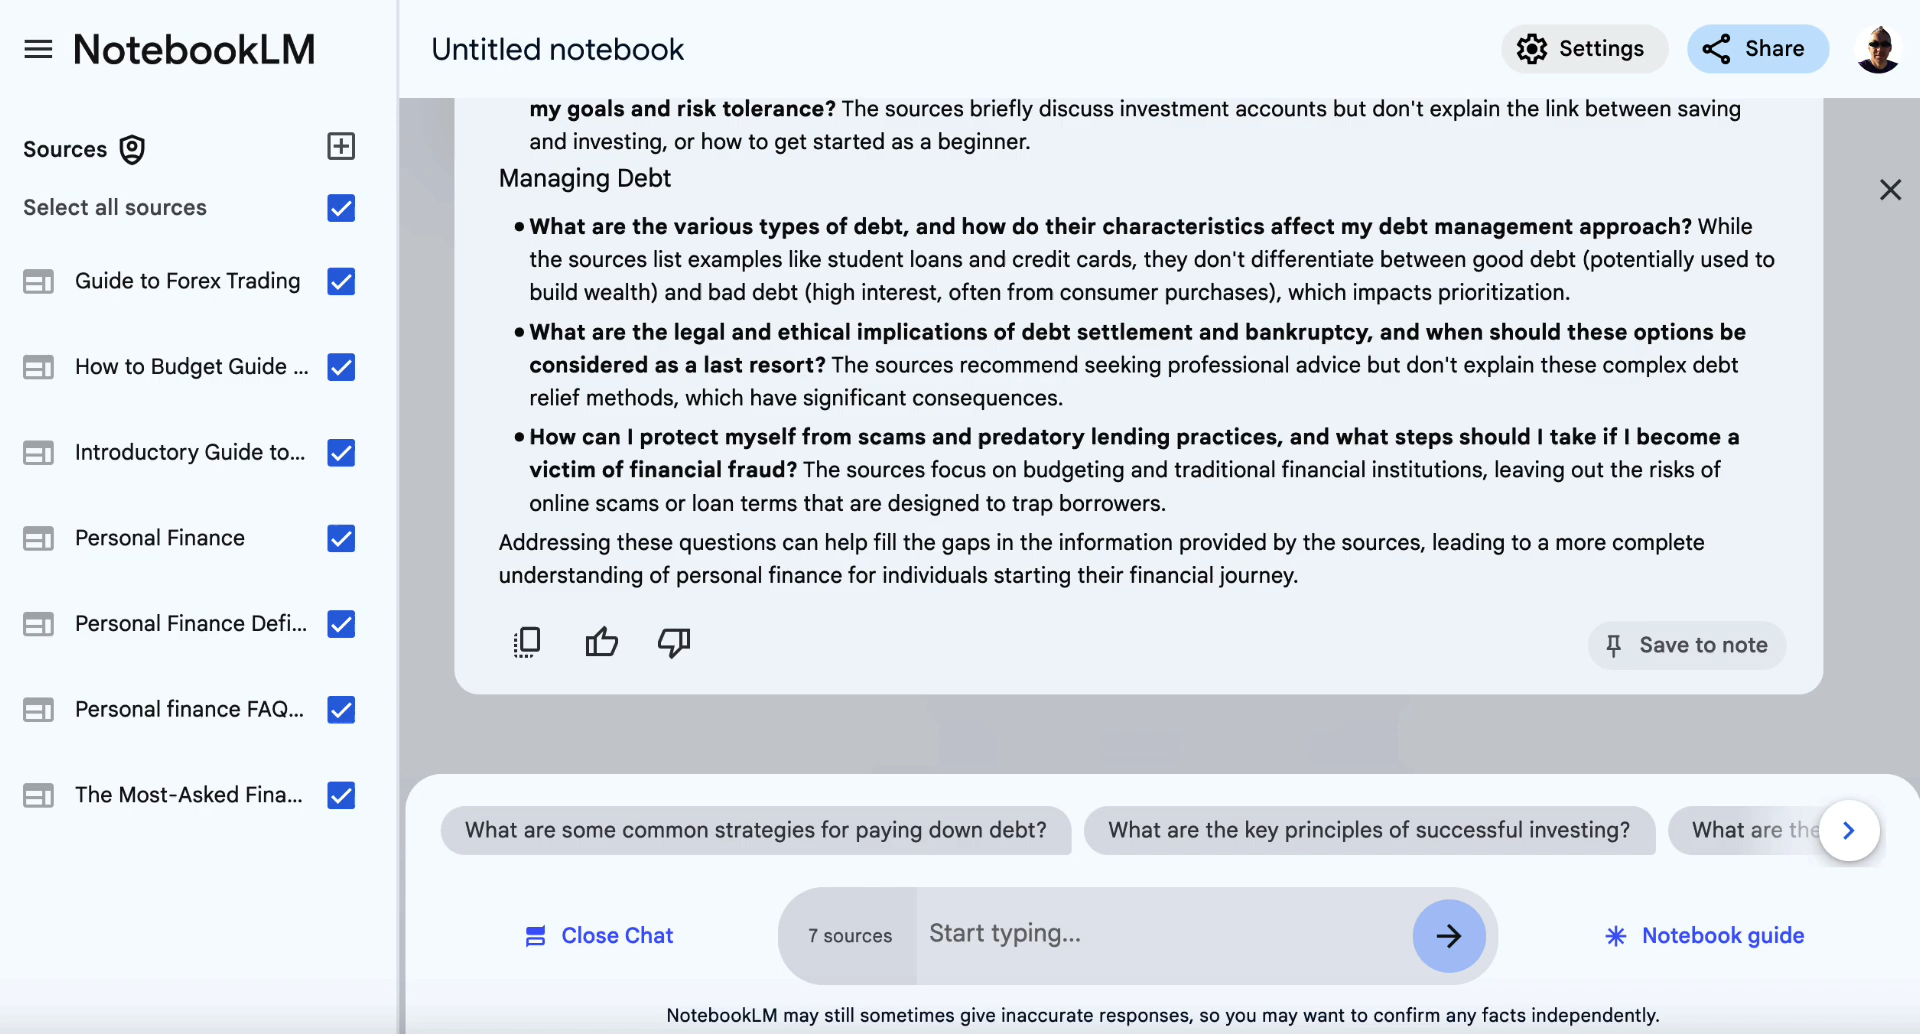 NotebookLM
Untitled notebook
Settings
Share
Sources
Select all sources
Guide to Forex Trading
How to Budget Guide ...
Introductory Guide to...
Personal Finance
Personal Finance Defi...
Personal finance FAQ...
The Most-Asked Fina...
my goals and risk tolerance? The sources briefly discuss investment accounts but don't explain the link between saving
and investing, or how to get started as a beginner.
Managing Debt
• What are the various types of debt, and how do their characteristics affect my debt management approach? While
the sources list examples like student loans and credit cards, they don't differentiate between good debt (potentially used to
build wealth) and bad debt (high interest, often from consumer purchases), which impacts prioritization.
• What are the legal and ethical implications of debt settlement and bankruptcy, and when should these options be
considered as a last resort? The sources recommend seeking professional advice but don't explain these complex debt
relief methods, which have significant consequences.
• How can I protect myself from scams and predatory lending practices, and what steps should I take if I become a
victim of financial fraud? The sources focus on budgeting and traditional financial institutions, leaving out the risks of
online scams or loan terms that are designed to trap borrowers.
Addressing these questions can help fill the gaps in the information provided by the sources, leading to a more complete
understanding of personal finance for individuals starting their financial journey.
Save to note
What are some common strategies for paying down debt?
What are the key principles of successful investing?
What are the
Close Chat
7 sources
Start typing...
Notebook guide
NotebookLM may still sometimes give inaccurate responses, so you may want to confirm any facts independently.